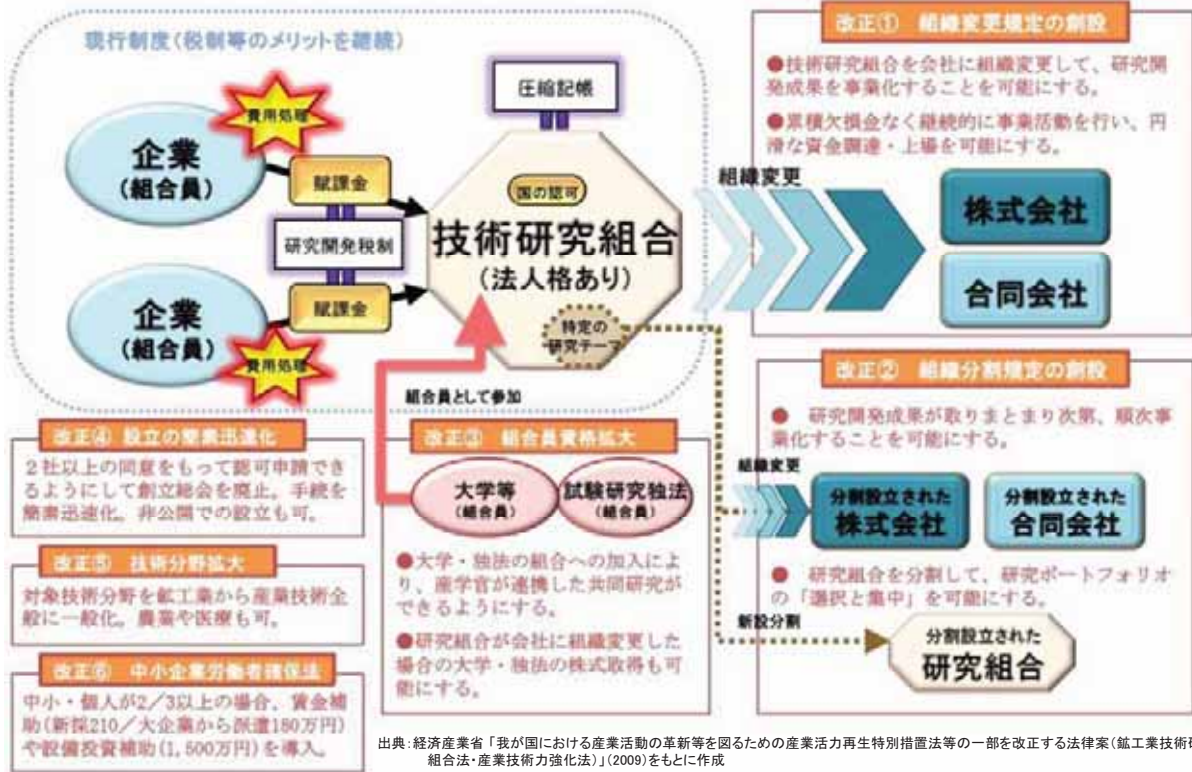 現行制度(税制等のメリットを継続)
圧縮記帳
費用処理
企業
(組合員)
賦課金
国の認可
研究開発税制
技術研究組合
(法人格あり)
企業
(組合員)
賦課金
費用処理
特定の
研究テーマ
組合員として参加
組織変更
改正① 組織変更規定の創設
●技術研究組合を会社に組織変更して、研究開
発成果を事業化することを可能にする。
●累積欠損金なく継続的に事業活動を行い、円
滑な資金調達・上場を可能にする。
株式会社
合同会社
改正② 組織分割規定の創設
● 研究開発成果が取りまとまり次第、順次事
業化することを可能にする。
組織変更
分割設立された
株式会社
分割設立された
合同会社
● 研究組合を分割して、研究ポートフォリオ
の「選択と集中」を可能にする。
新設分割
分割設立された
研究組合
改正③ 組合員資格拡大
大学等
(組合員)
試験研究独法
(組合員)
●大学・独法の組合への加入によ
り、産学官が連携した共同研究が
できるようにする。
●研究組合が会社に組織変更した
場合の大学・独法の株式取得も可
能にする。
改正④ 設立の簡素迅速化
2社以上の同意をもって認可申請でき
るようにして創立総会を廃止。手続を
簡素迅速化。非公開での設立も可。
改正⑤ 技術分野拡大
対象技術分野を鉱工業から産業技術全
般に一般化。農業や医療も可。
改正⑥ 中小企業労働者確保法
中小・個人が2/3以上の場合、賃金補
助(新採210/大企業から派遣180万円)
や設備投資補助(1,500万円)を導入。
出典:経済産業省「我が国における産業活動の革新等を図るための産業活力再生特別措置法等の一部を改正する法律案(鉱工業技術研
組合法・産業技術力強化法)」(2009)をもとに作成